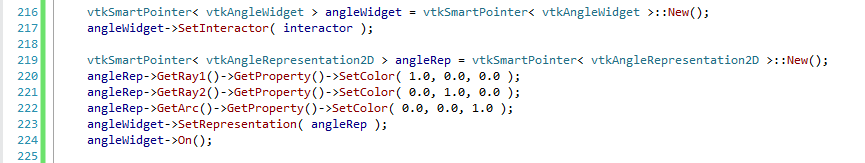 216 vtkSmartPointer< vtkAngleWidget > angleWidget = vtkSmartPointer< vtkAngleWidget >::New();
217 angleWidget->SetInteractor( interactor );
218
219 vtkSmartPointer< vtkAngleRepresentation2D > angleRep = vtkSmartPointer< vtkAngleRepresentation2D >::New();
220 angleRep->GetRay1()->GetProperty()->SetColor( 1.0, 0.0, 0.0 );
221 angleRep->GetRay2()->GetProperty()->SetColor( 0.0, 1.0, 0.0 );
222 angleRep->GetArc()->GetProperty()->SetColor( 0.0, 0.0, 1.0 );
223 angleWidget->SetRepresentation( angleRep );
224 angleWidget->On();
225